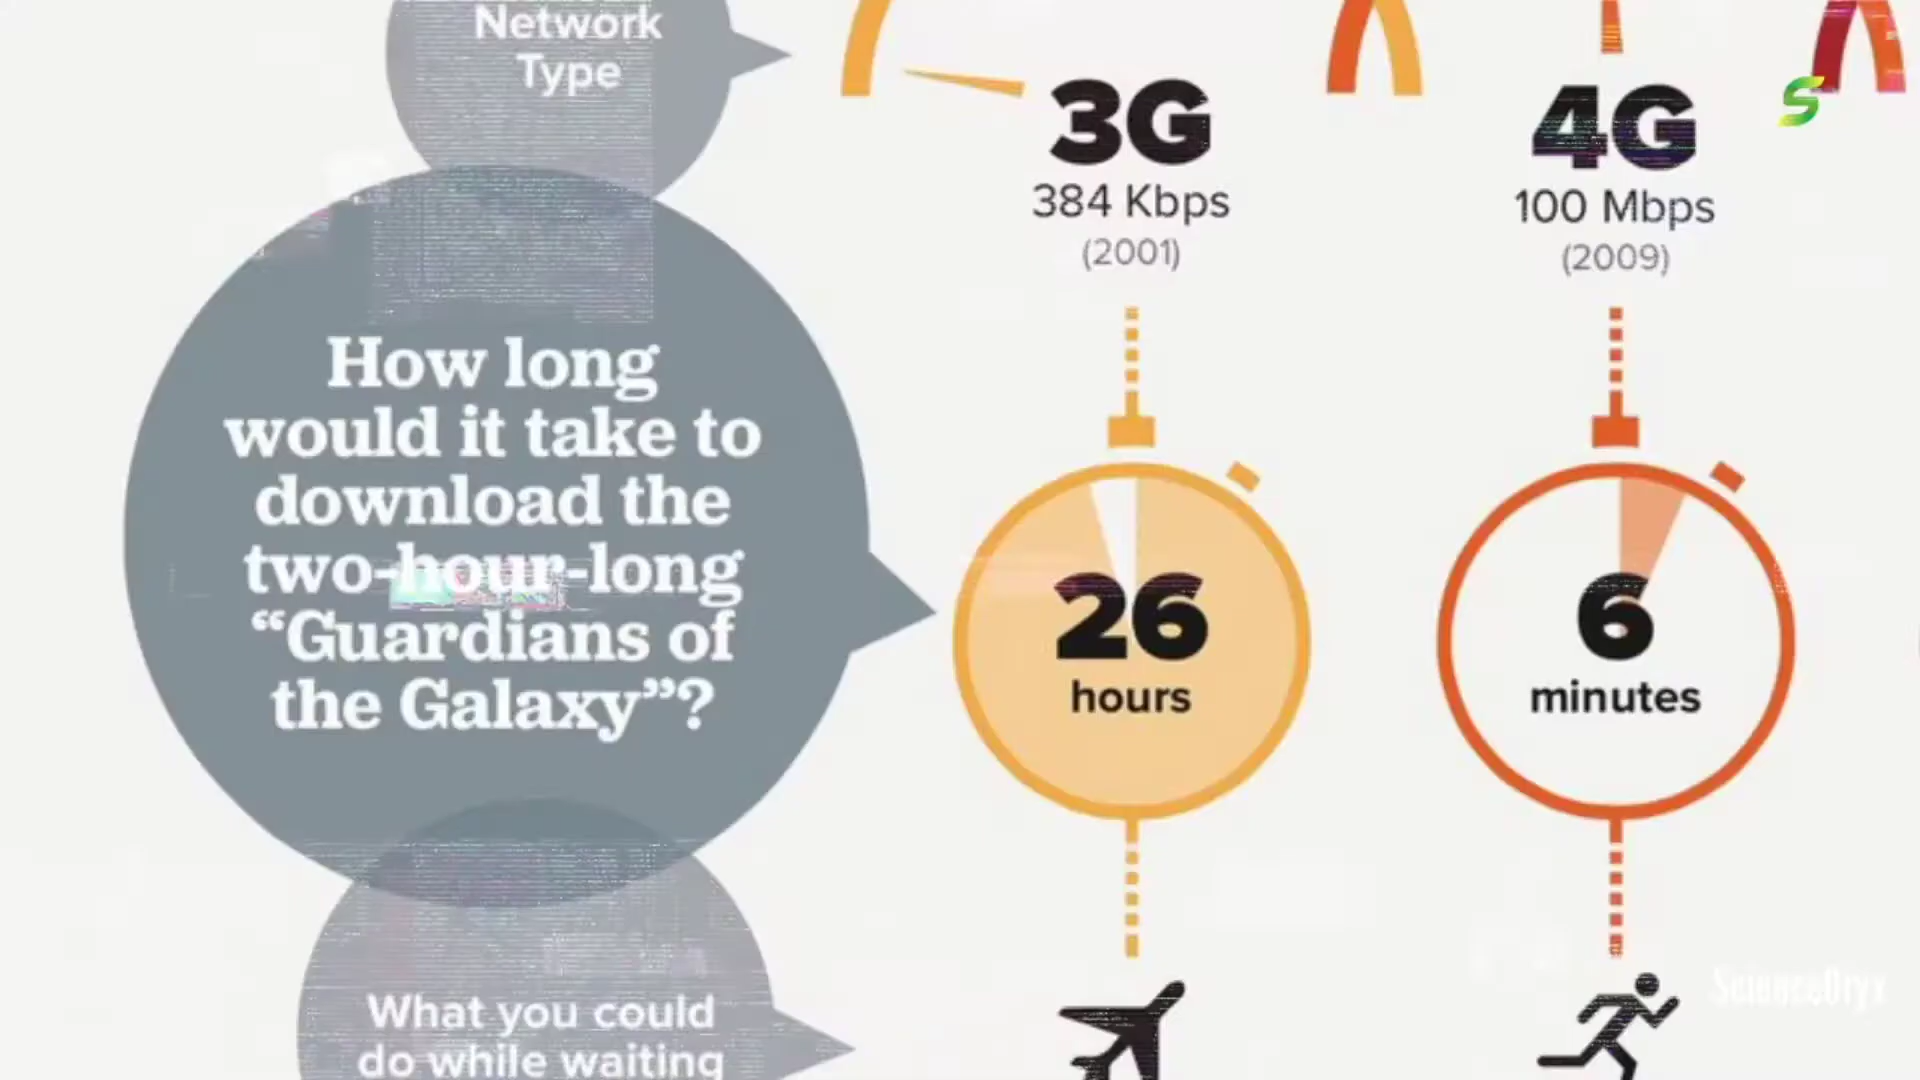 Network
Type
3G
384 Kbps
(2001)
4G
100 Mbps
(2009)
How long
would it take to
download the
two-hour-long
“Guardians of
the Galaxy”?
26
hours
6
minutes
What you could
do while waiting
ScienceOryx